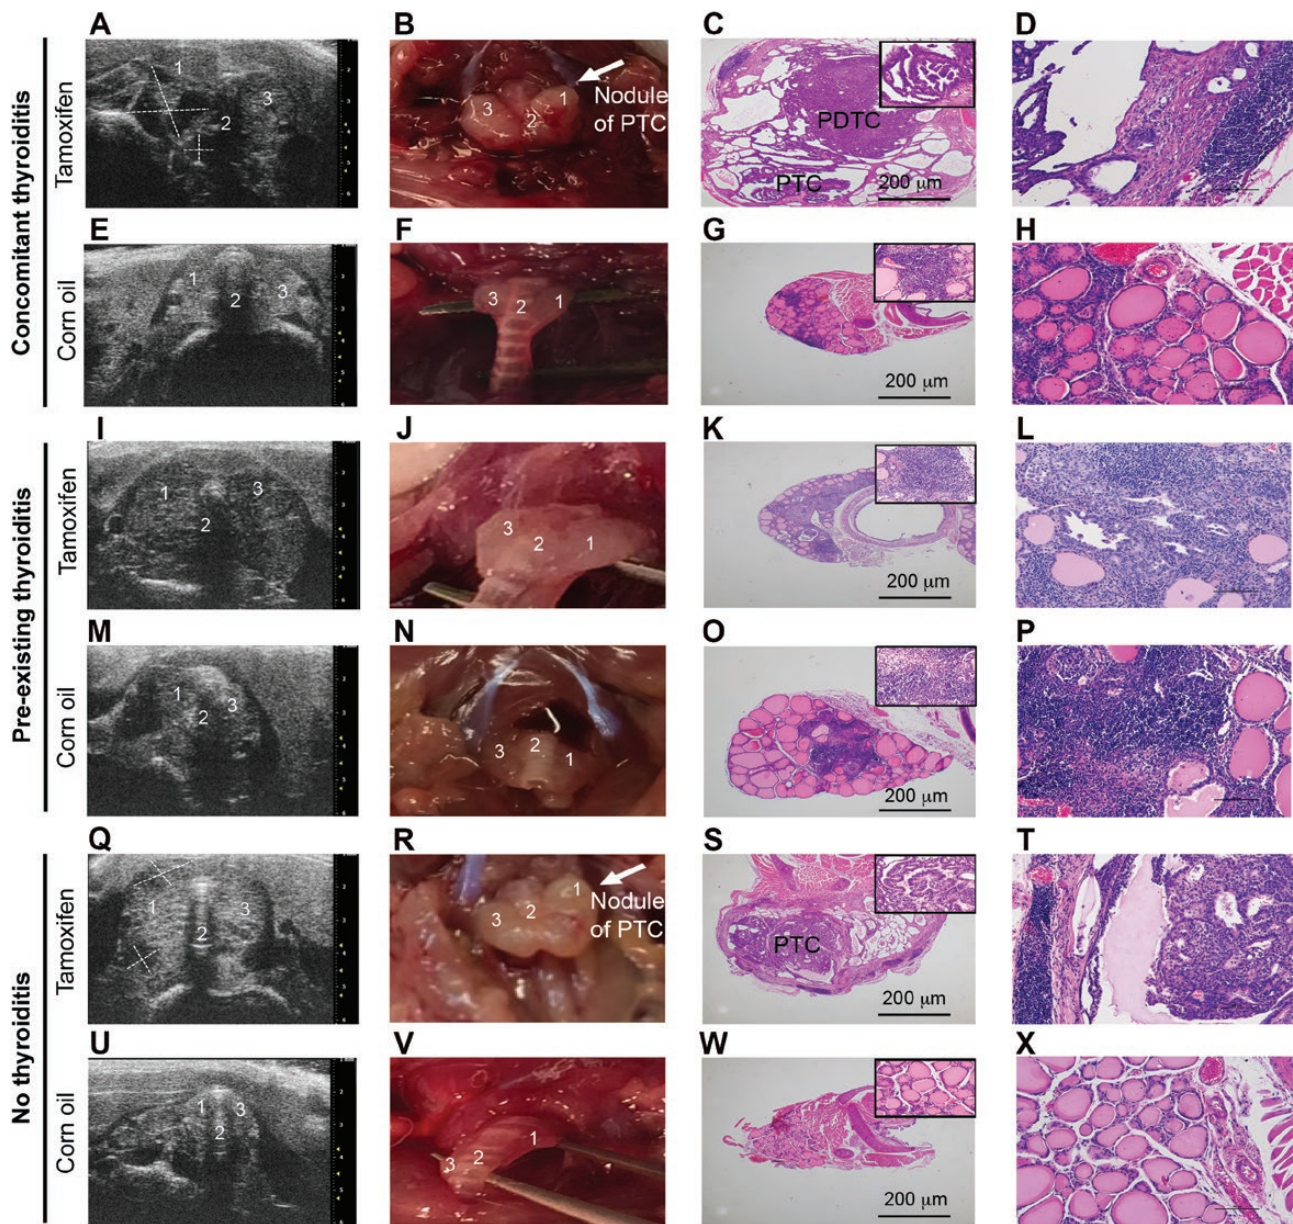 A B C D
Concomitant thyroiditis
Tamoxifen
1 2 3
3 2 1
Nodule
of PTC
PDTC
PTC
200 μm
E F G H
Corn oil
1 2 3
3 2 1
200 μm
I J K L
Pre-existing thyroiditis
Tamoxifen
1 2 3
3 2 1
200 μm
M N O P
Corn oil
1 2 3
3 2 1
200 μm
Q R S T
No thyroiditis
Tamoxifen
1 2 3
3 2 1
Nodule
of PTC
PTC
200 μm
U V W X
Corn oil
1 2 3
3 2 1
200 μm